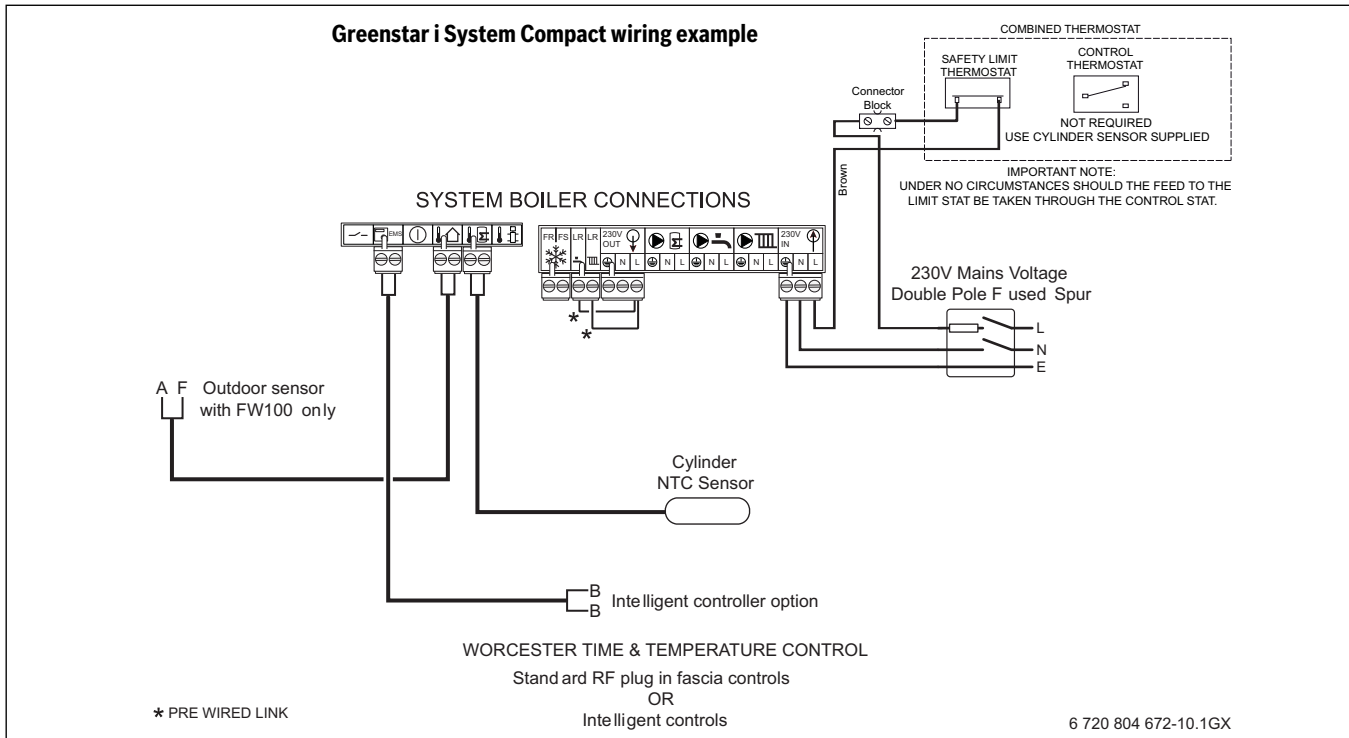 Greenstar i System Compact wiring example
COMBINED THERMOSTAT
SAFETY LIMIT
THERMOSTAT
CONTROL
THERMOSTAT
NOT REQUIRED
USE CYLINDER SENSOR SUPPLIED
Connector
Block
Brown
IMPORTANT NOTE:
UNDER NO CIRCUMSTANCES SHOULD THE FEED TO THE
LIMIT STAT BE TAKEN THROUGH THE CONTROL STAT.
SYSTEM BOILER CONNECTIONS
EMS
FR FS LR LR 230V OUT 230V IN
N L N L N L N L N L
* 
*
230V Mains Voltage
Double Pole F used Spur
L
N
E
A F Outdoor sensor
with FW100 only
Cylinder
NTC Sensor
B
B
Intelligent controller option
WORCESTER TIME & TEMPERATURE CONTROL
Stand ard RF plug in fascia controls
OR
Intelligent controls
* PRE WIRED LINK
6 720 804 672-10.1GX